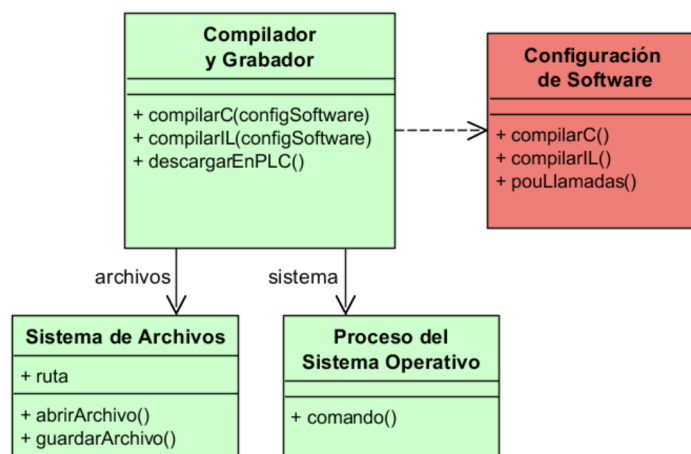 Compilador
y Grabador
+ compilarC(configSoftware)
+ compilarIL(configSoftware)
+ descargarEnPLC()
Configuración
de Software
+ compilarC()
+ compilarIL()
+ pouLlamadas()
archivos
sistema
Sistema de Archivos
+ ruta
+ abrirArchivo()
+ guardarArchivo()
Proceso del
Sistema Operativo
+ comando()